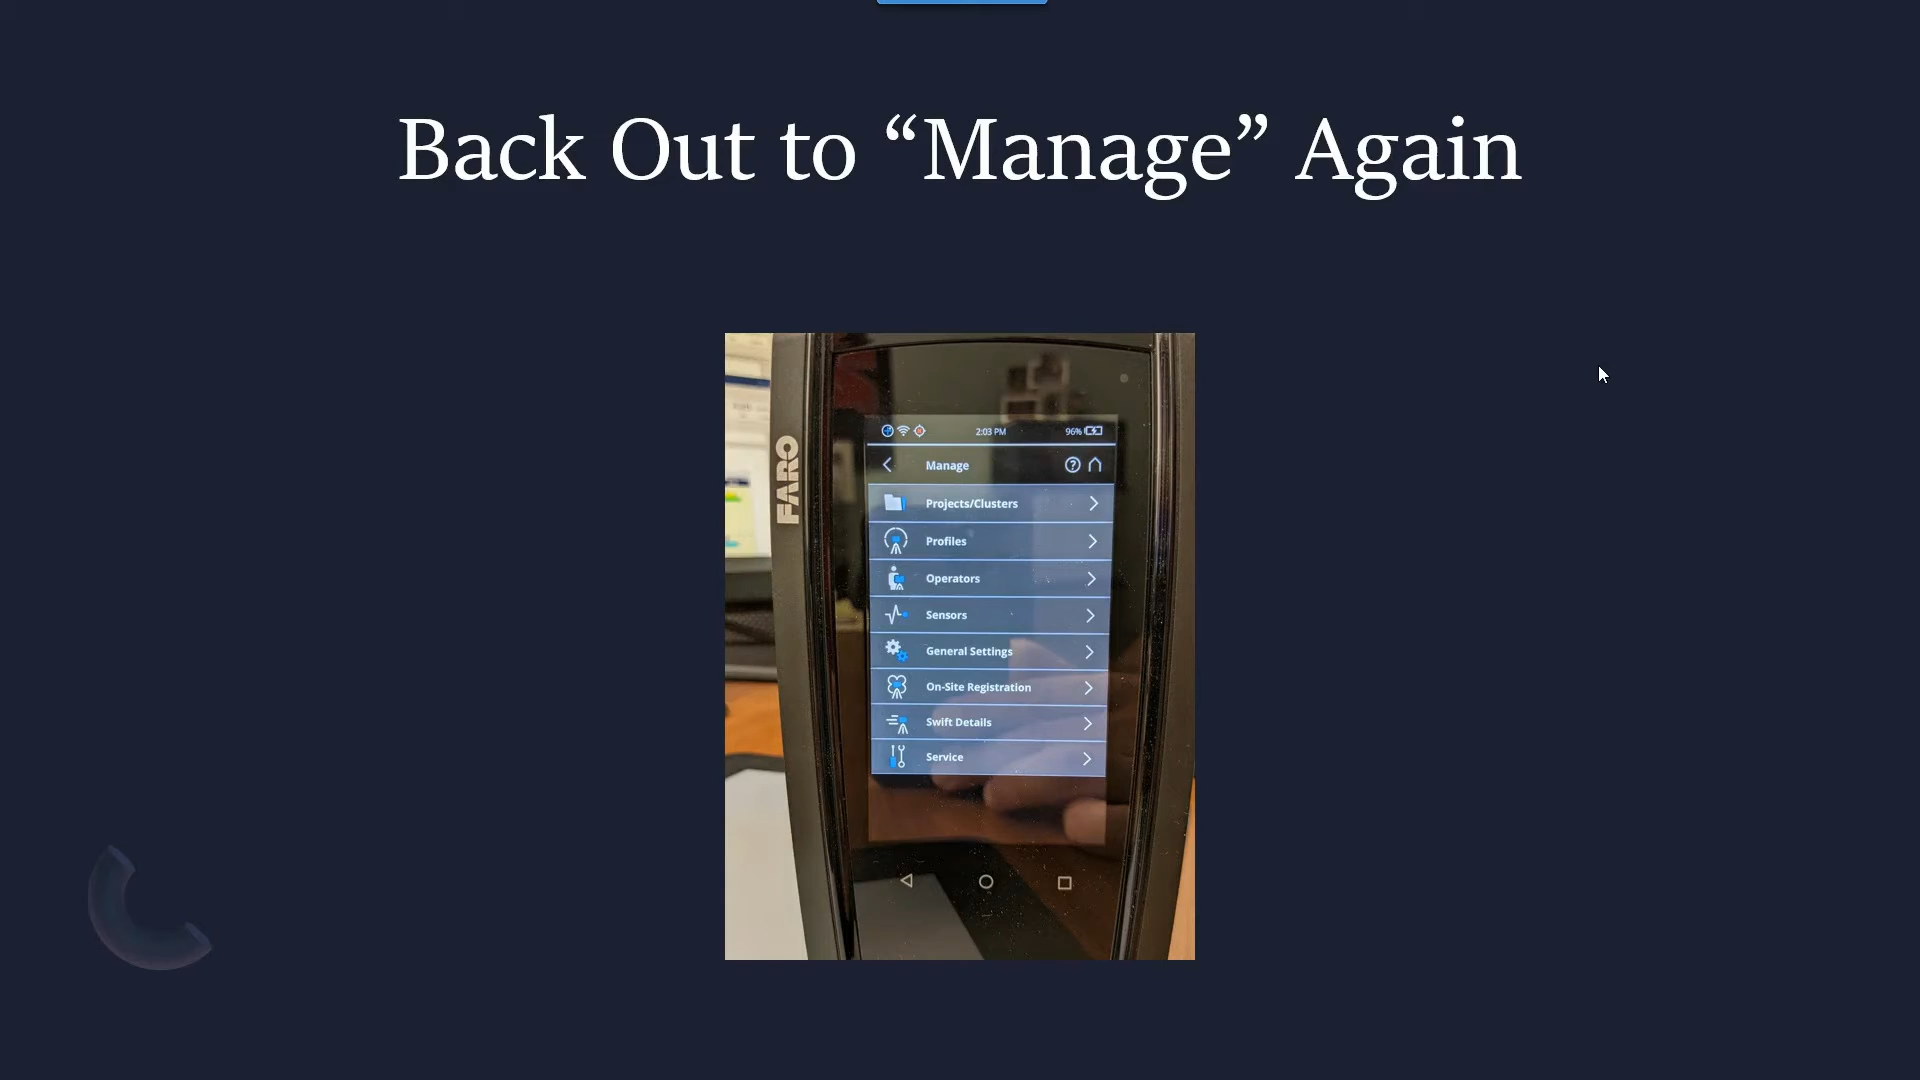 Back Out to “Manage” Again
FARO
2:03 PM
96%
Manage
Projects/Clusters
Profiles
Operators
Sensors
General Settings
On-Site Registration
Swift Details
Service